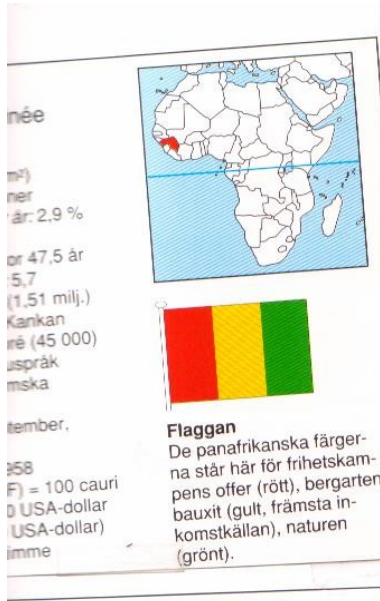 née
m²)
ner
år: 2,9 %
or 47,5 år
5,7
(1,51 milj.)
Kankan
ré (45 000)
uspråk
mska
tember,
958
F) = 100 cauri
0 USA-dollar
USA-dollar)
imme
Flaggan
De panafrikanska färger-
na står här för frihetskam-
pens offer (rött), bergarten
bauxit (gult, främsta in-
komstkällan), naturen
(grönt).